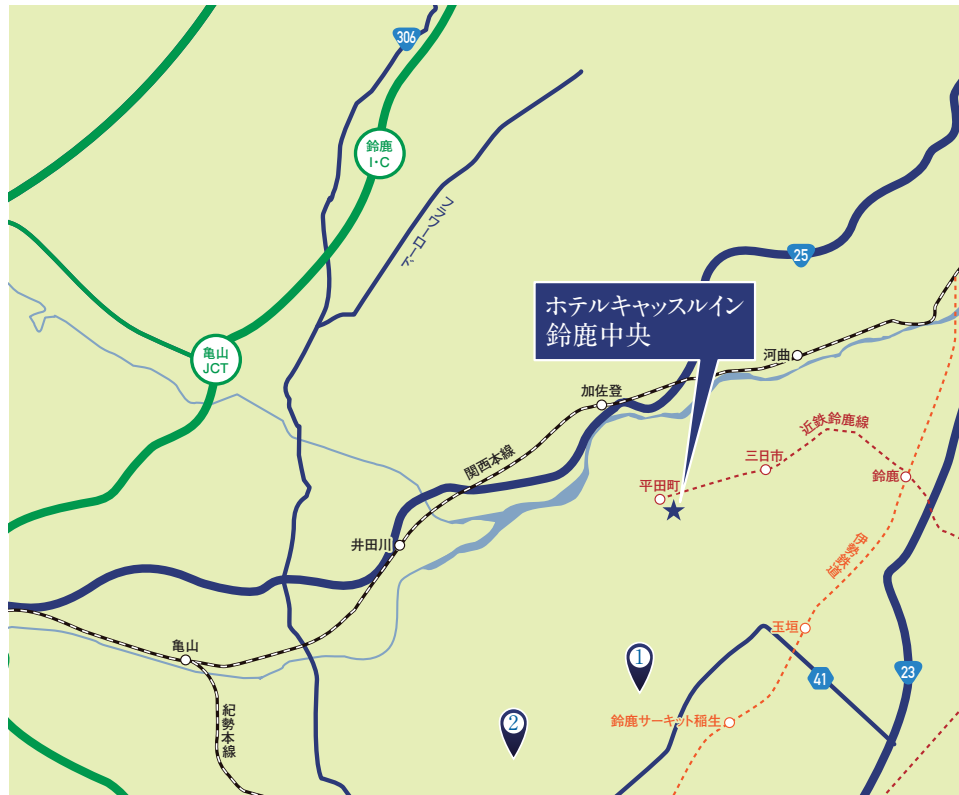 306
鈴鹿
I・C
フラワーロード
25
ホテルキャッスルイン
鈴鹿中央
亀山
JCT
河曲
加佐登
近鉄鈴鹿線
関西本線
三日市
鈴鹿
平田町
井田川
伊勢鉄道
玉垣
亀山
1
41
23
紀勢本線
2
鈴鹿サーキット稲生